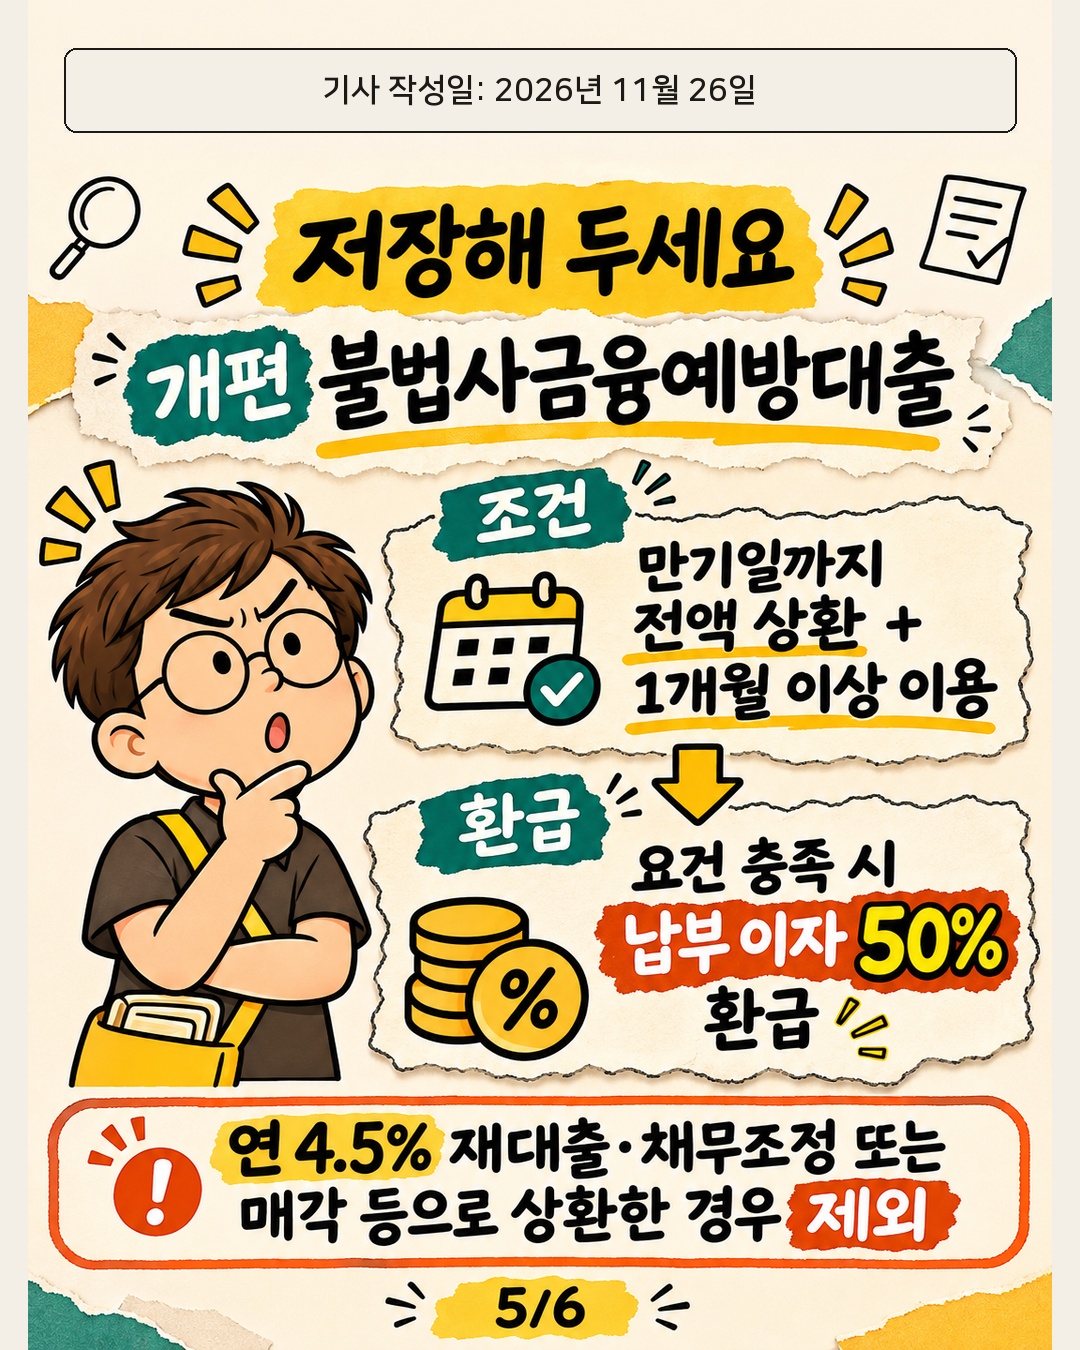 기사 작성일: 2026년 11월 26일
저장해 두세요
개편 불법사금융예방대출
조건
만기일까지
전액 상환 +
1개월 이상 이용
환급
요건 충족 시
납부 이자 50%
환급
%
! 연 4.5% 재대출·채무조정 또는
매각 등으로 상환한 경우 제외
5/6